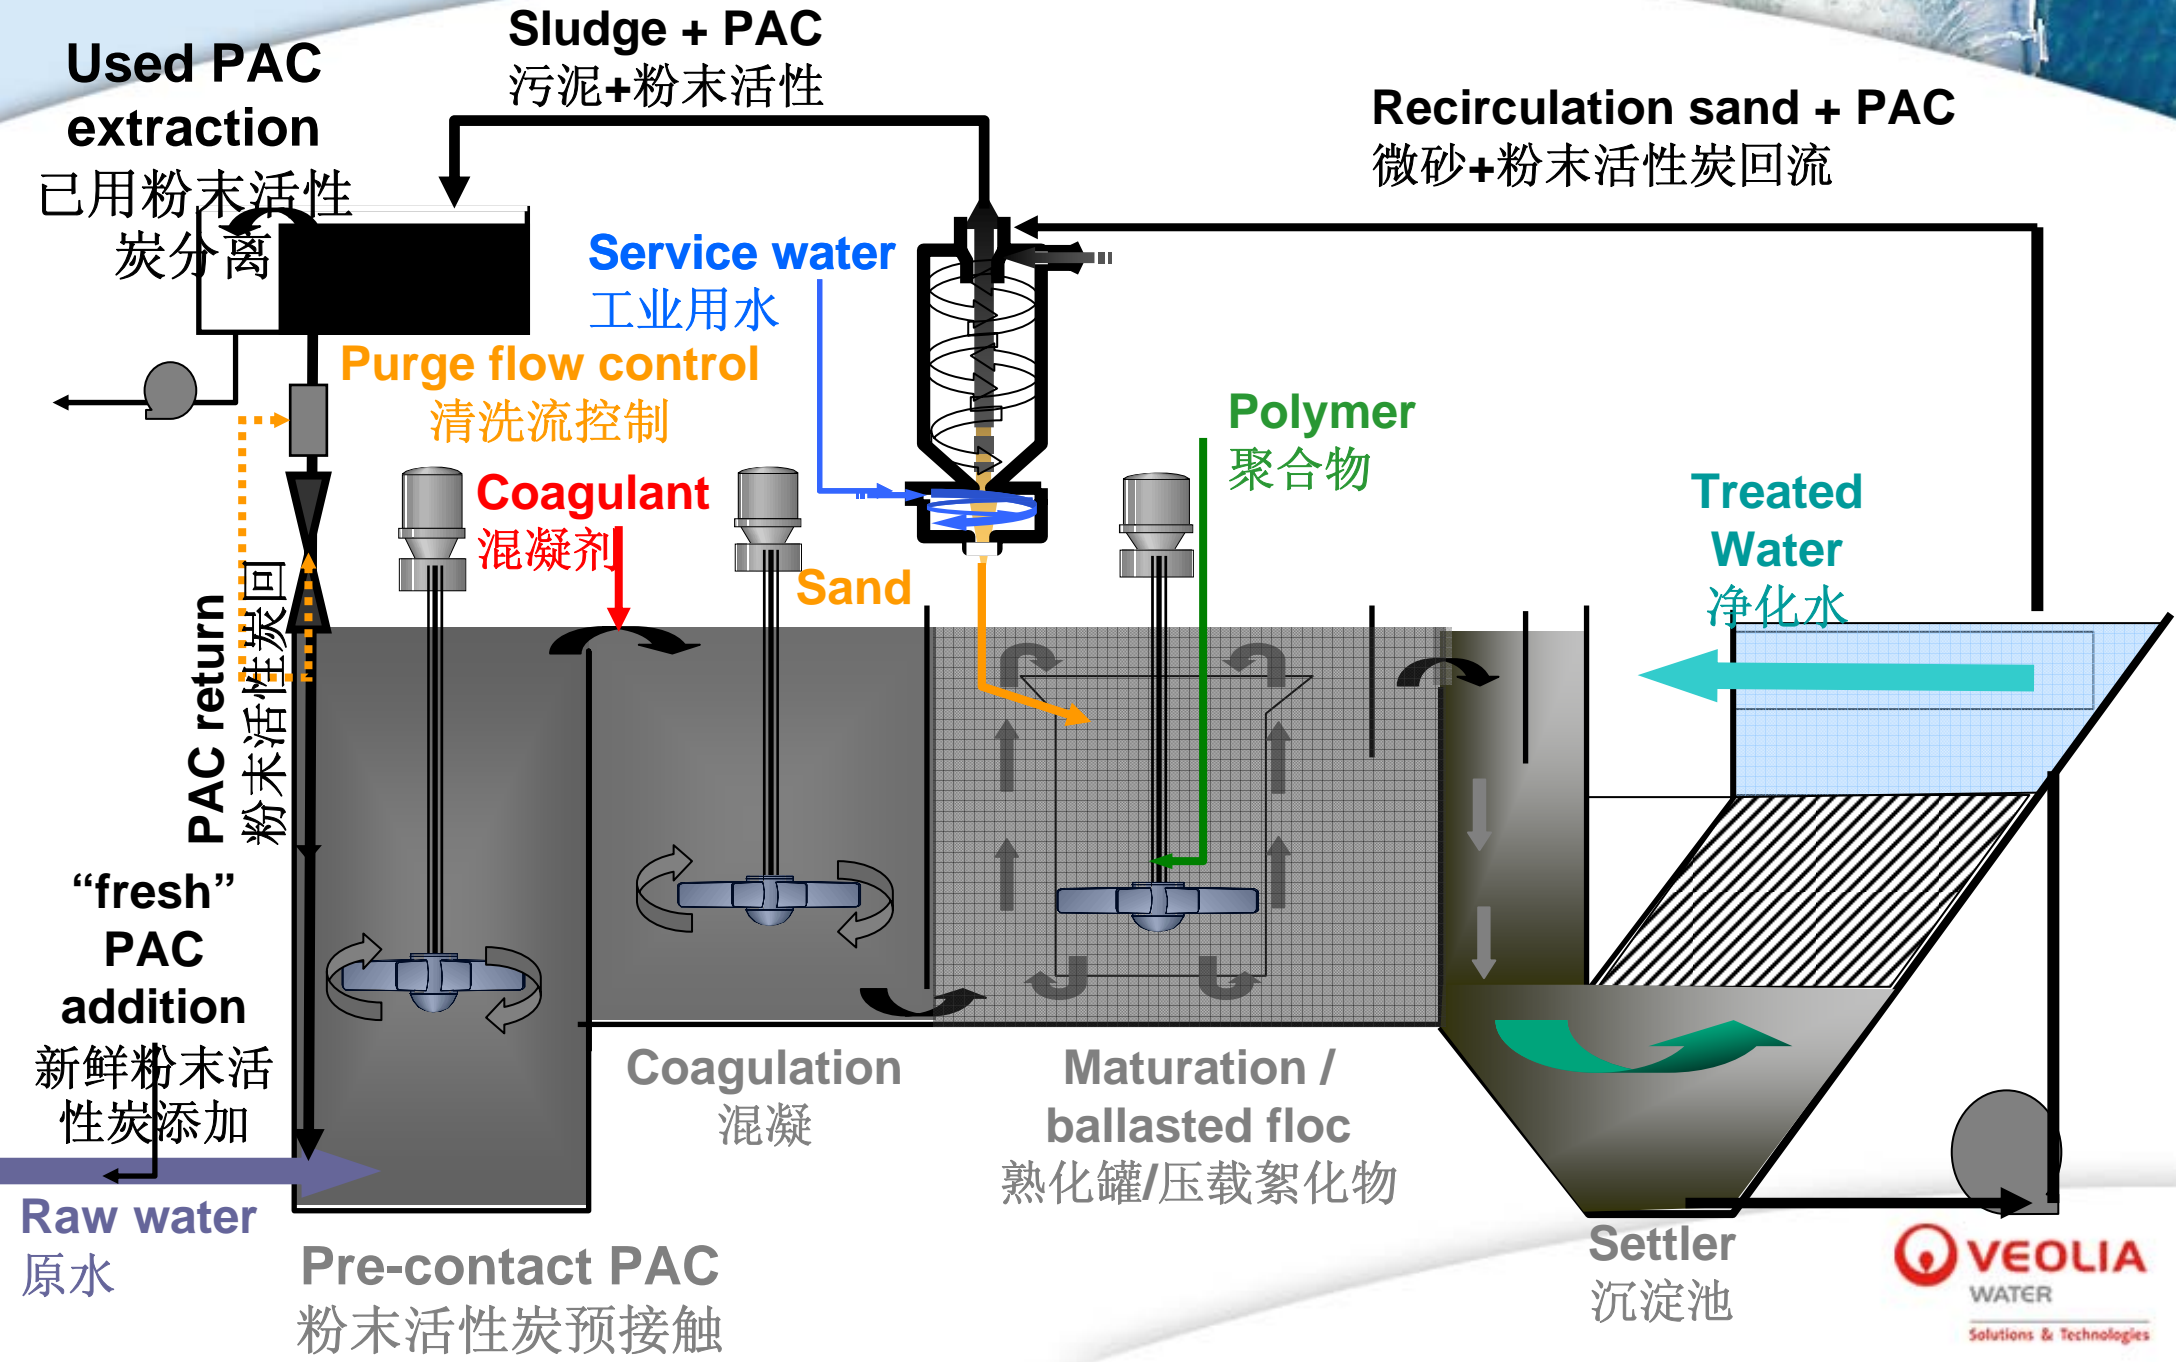 Sludge + PAC
污泥+粉末活性
Used PAC
extraction
已用粉末活性
炭分离
Recirculation sand + PAC
微砂+粉末活性炭回流
Service water
工业用水
Purge flow control
清洗流控制
Polymer
聚合物
Coagulant
混凝剂
Treated
Water
净化水
Sand
PAC return
粉末活性炭回
“fresh”
PAC
addition
新鲜粉末活
性炭添加
Raw water
原水
Coagulation
混凝
Maturation /
ballasted floc
熟化罐/压载絮化物
Pre-contact PAC
粉末活性炭预接触
Settler
沉淀池
VEOLIA
WATER
Solutions & Technologies